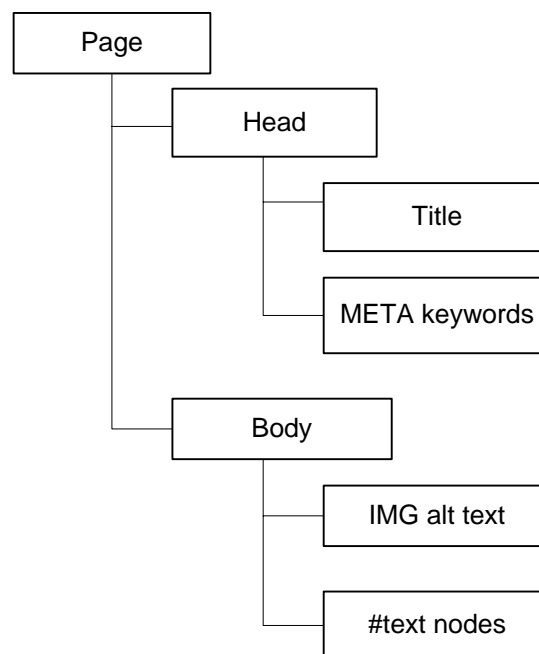 Page
Head
Title
META keywords
Body
IMG alt text
#text nodes